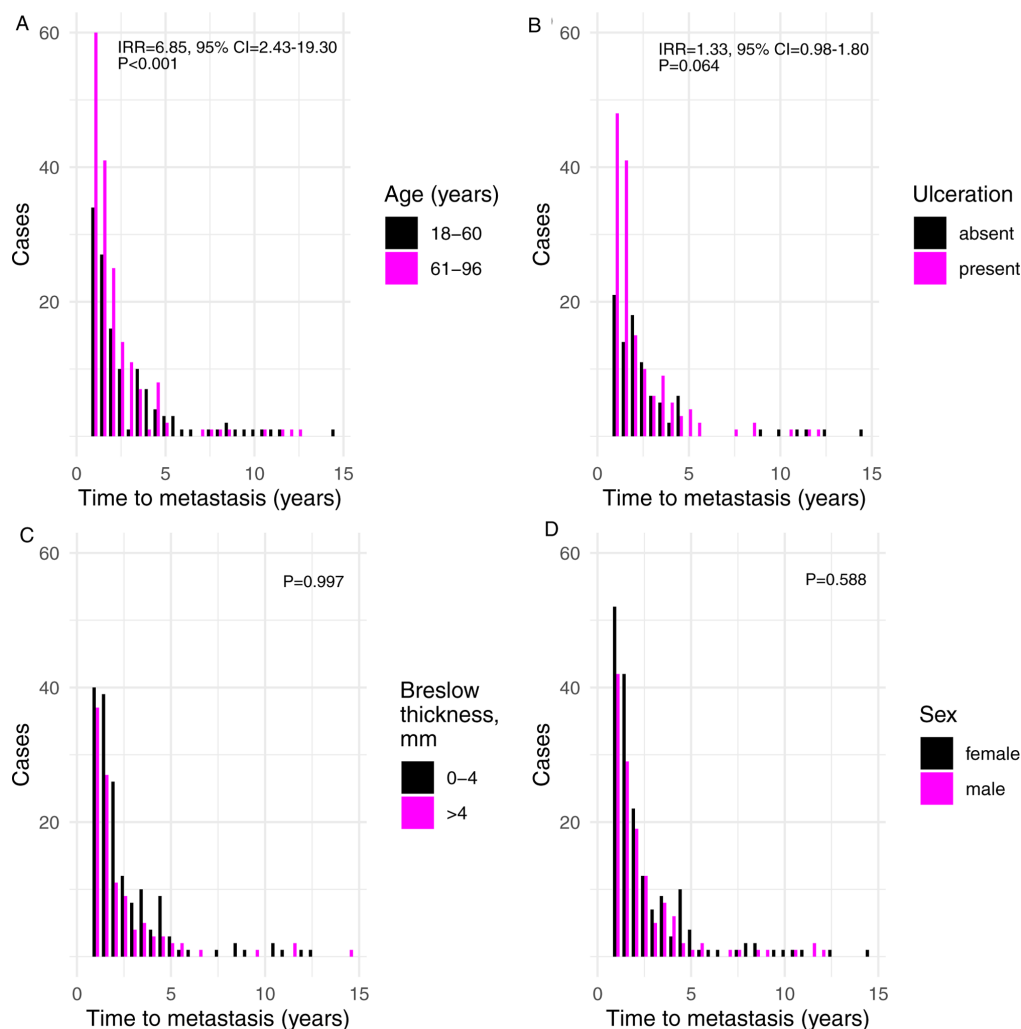 A
IRR=6.85, 95% CI=2.43-19.30
P<0.001
60
40
20
Cases
0 5 10 15
Time to metastasis (years)
Age (years)
18–60
61–96
B
IRR=1.33, 95% CI=0.98-1.80
P=0.064
60
40
20
Cases
0 5 10 15
Time to metastasis (years)
Ulceration
absent
present
C
P=0.997
60
40
20
Cases
0 5 10 15
Time to metastasis (years)
Breslow
thickness,
mm
0–4
>4
D
P=0.588
60
40
20
Cases
0 5 10 15
Time to metastasis (years)
Sex
female
male